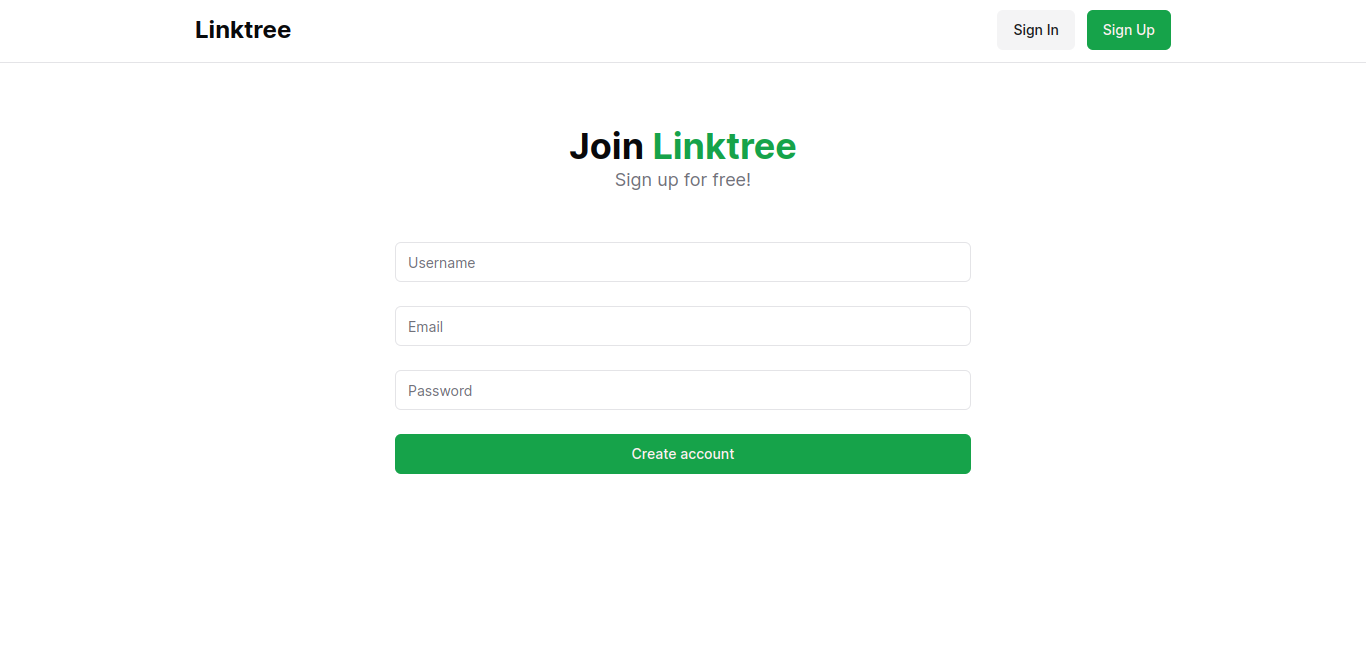 Linktree
Sign In
Sign Up
Join Linktree
Sign up for free!
Username
Email
Password
Create account